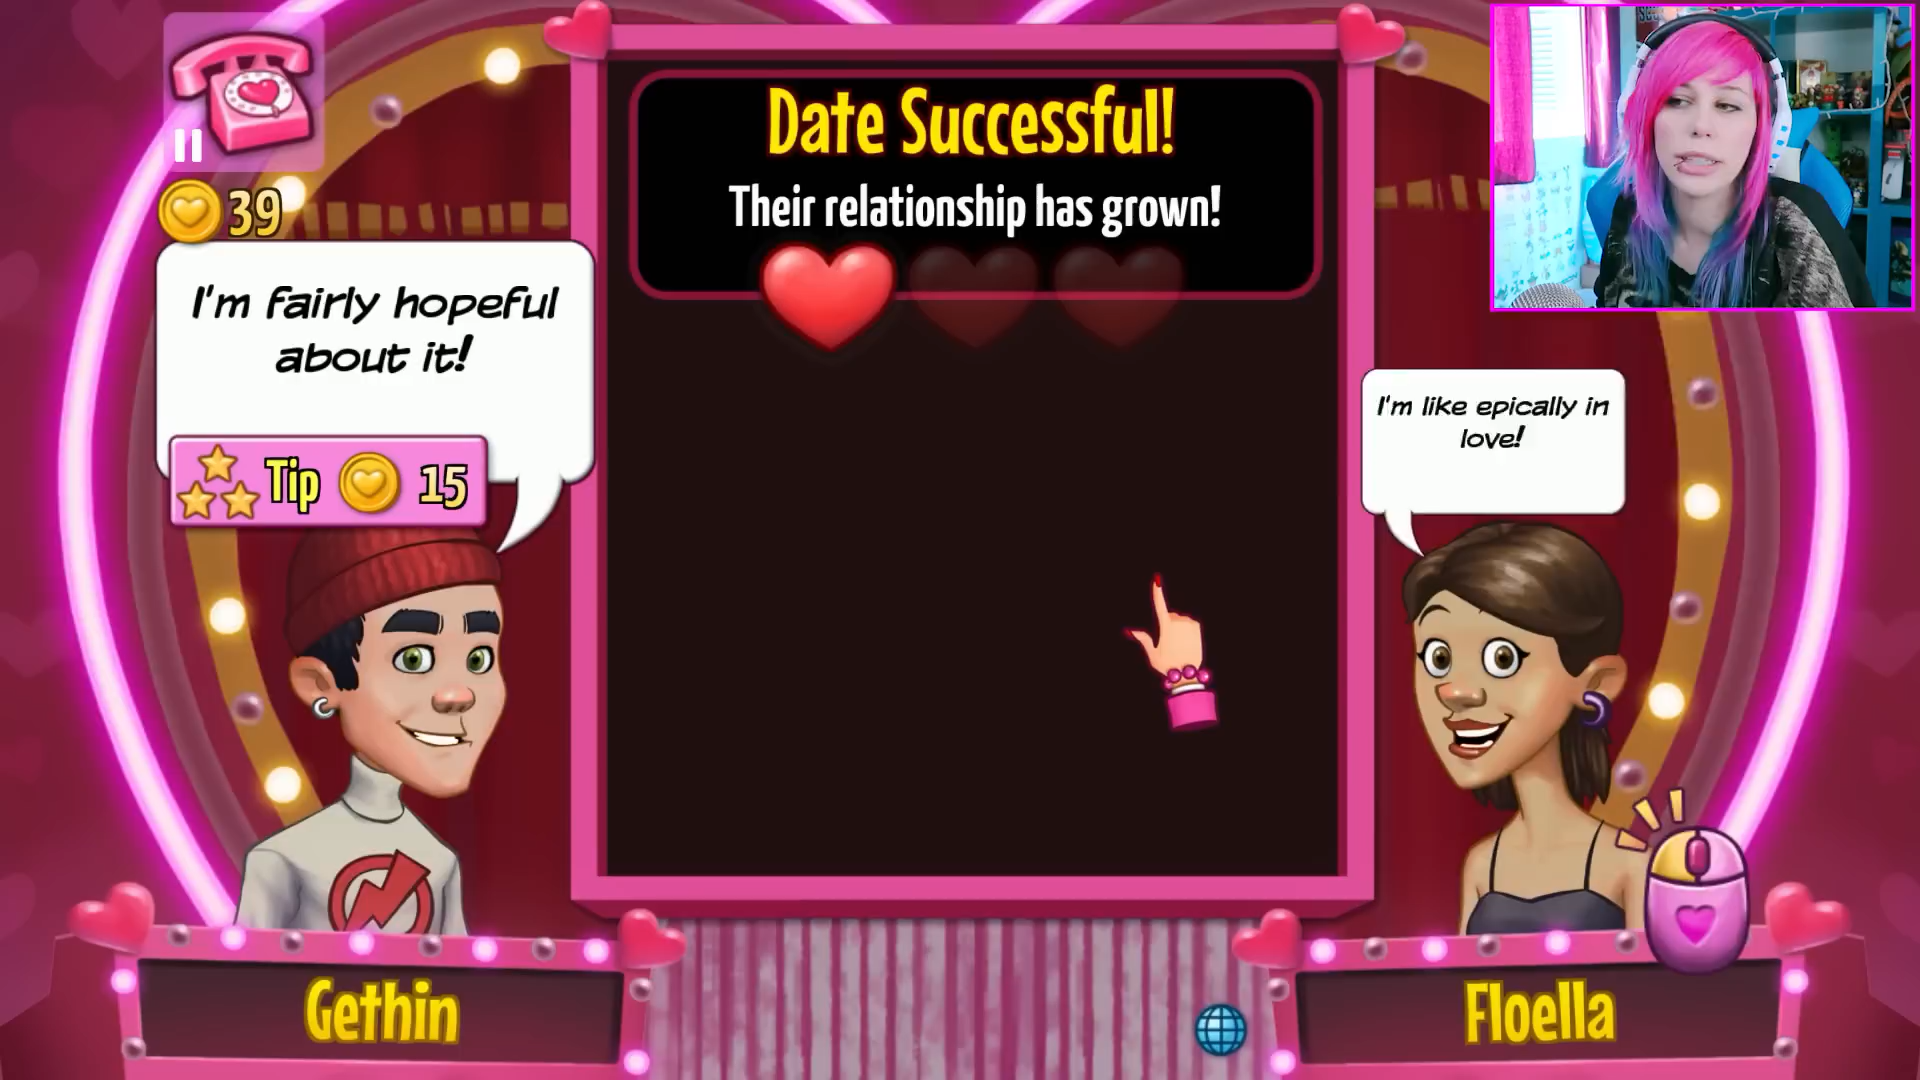 Date Successful!
Their relationship has grown!
39
I'm fairly hopeful
about it!
Tip 15
I'm like epically in
love!
Gethin
Floella